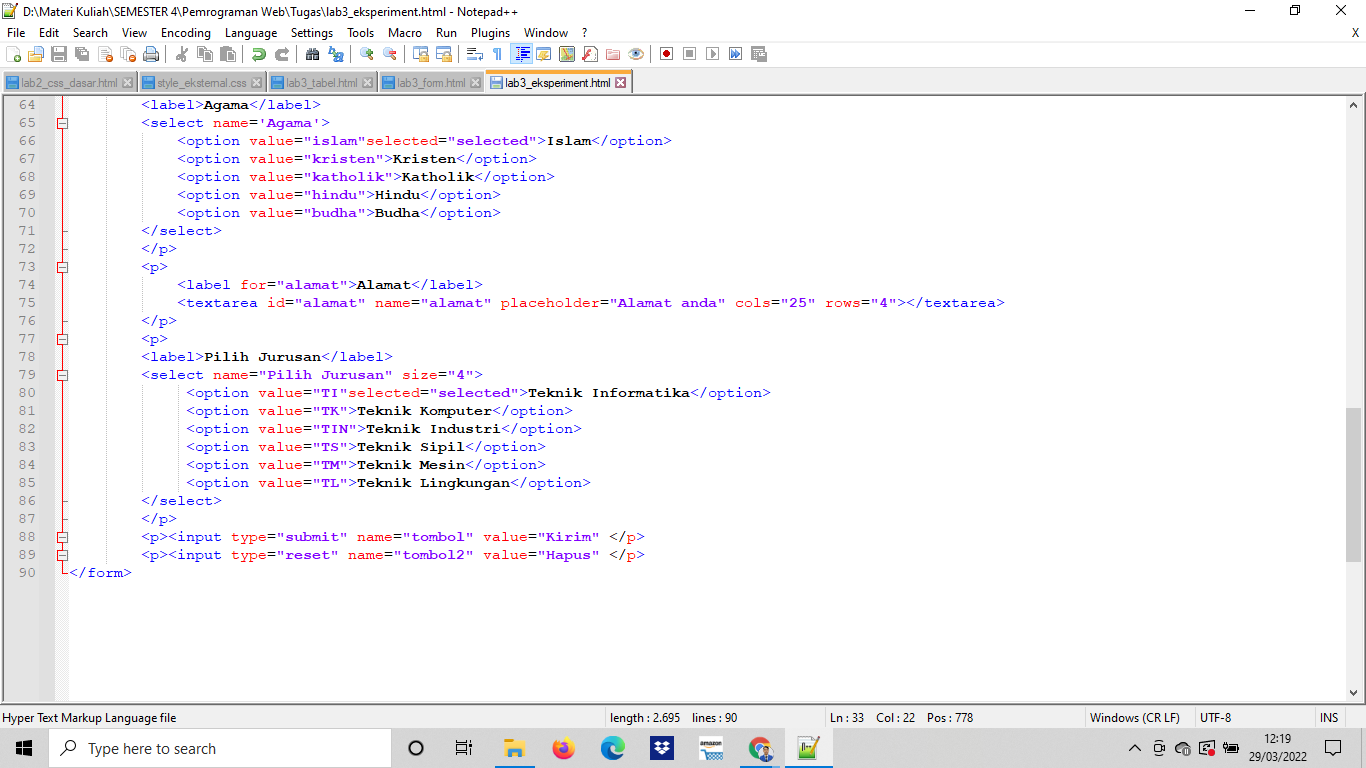 D:\Materi Kuliah\SEMESTER 4\Pemrograman Web\Tugas\lab3_eksperiment.html - Notepad++
File Edit Search View Encoding Language Settings Tools Macro Run Plugins Window ? X
lab2_css_dasar.html style_eksternal.css lab3_tabel.html lab3_form.html lab3_eksperiment.html
64 <label>Agama</label>
65 <select name='Agama'>
66 <option value="islam"selected="selected">Islam</option>
67 <option value="kristen">Kristen</option>
68 <option value="katholik">Katholik</option>
69 <option value="hindu">Hindu</option>
70 <option value="budha">Budha</option>
71 </select>
72 </p>
73 <p>
74 <label for="alamat">Alamat</label>
75 <textarea id="alamat" name="alamat" placeholder="Alamat anda" cols="25" rows="4"></textarea>
76 </p>
77 <p>
78 <label>Pilih Jurusan</label>
79 <select name="Pilih Jurusan" size="4">
80 <option value="TI"selected="selected">Teknik Informatika</option>
81 <option value="TK">Teknik Komputer</option>
82 <option value="TIN">Teknik Industri</option>
83 <option value="TS">Teknik Sipil</option>
84 <option value="TM">Teknik Mesin</option>
85 <option value="TL">Teknik Lingkungan</option>
86 </select>
87 </p>
88 <p><input type="submit" name="tombol" value="Kirim" </p>
89 <p><input type="reset" name="tombol2" value="Hapus" </p>
90 </form>
Hyper Text Markup Language file length : 2.695 lines : 90 Ln : 33 Col : 22 Pos : 778 Windows (CR LF) UTF-8 INS
Type here to search
amazon
12:19
29/03/2022